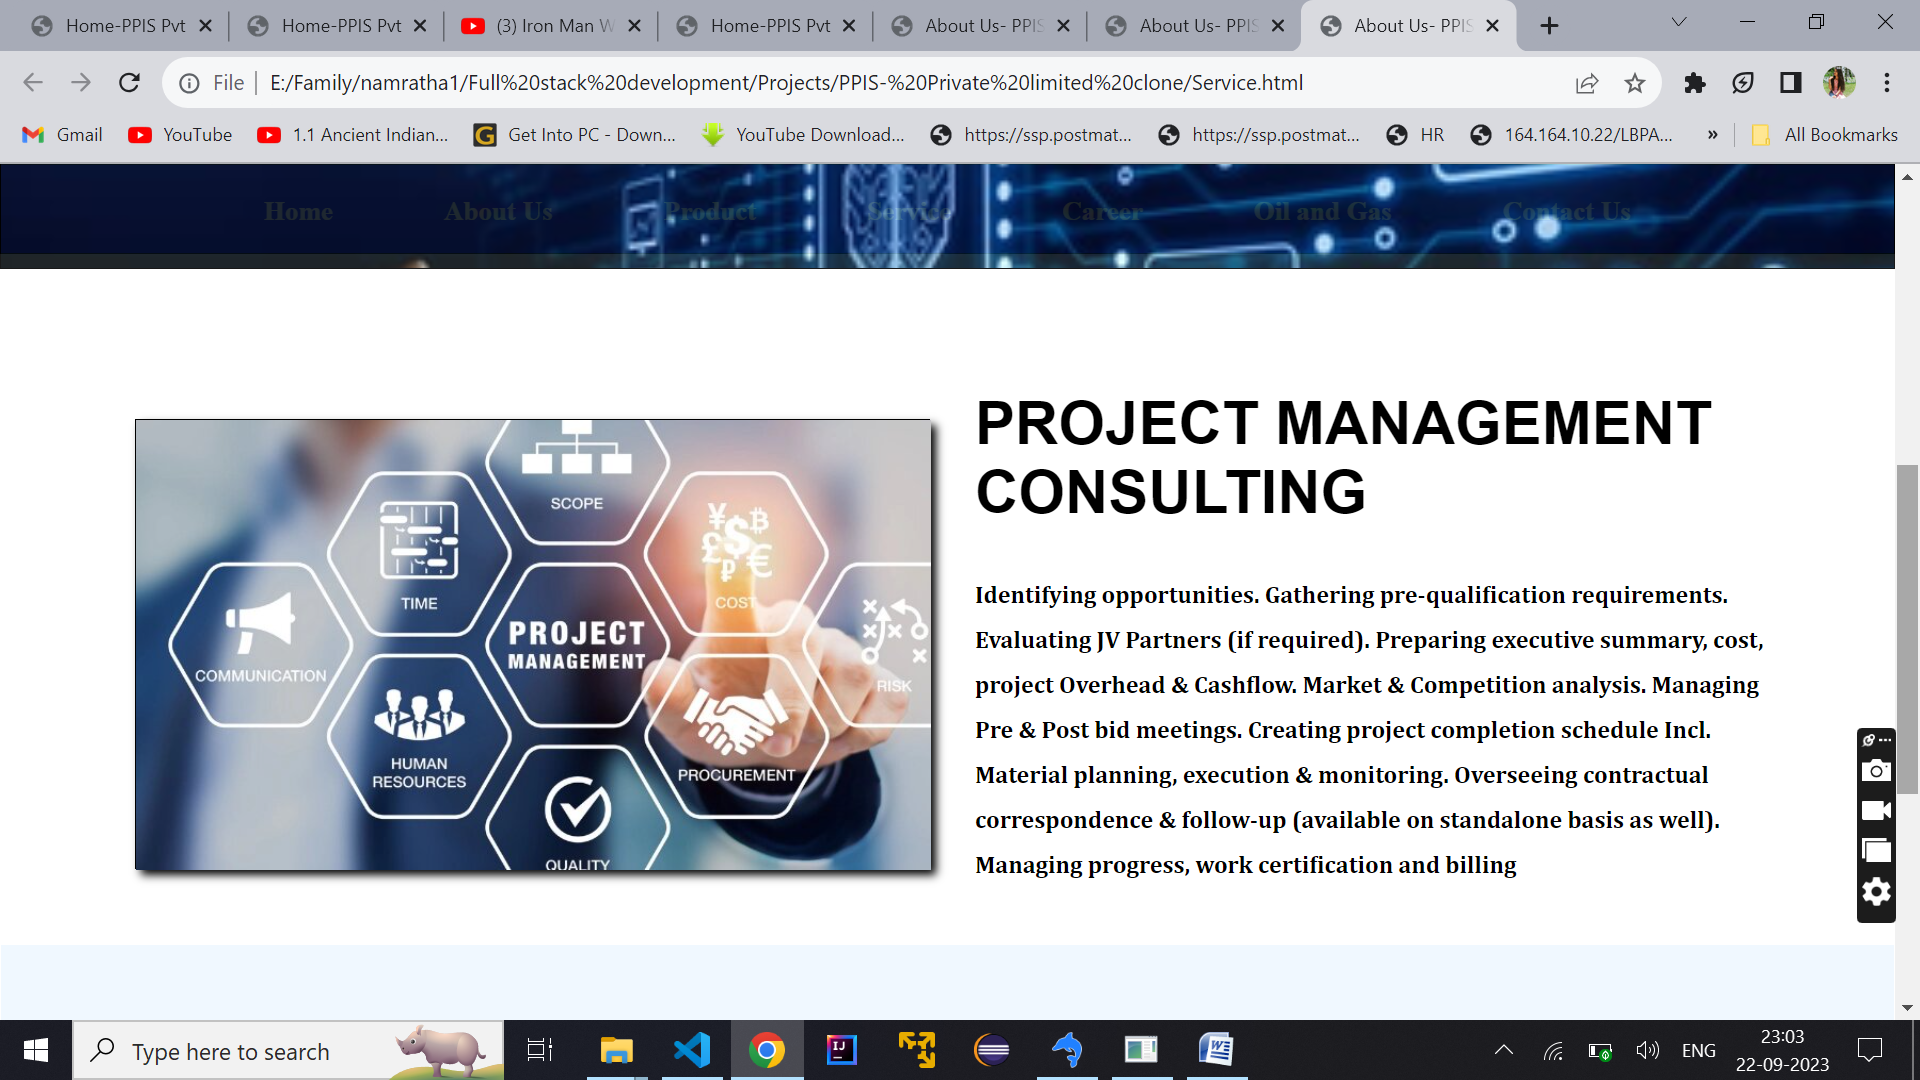 Home-PPIS Pvt
Home-PPIS Pvt
(3) Iron Man W
Home-PPIS Pvt
About Us- PPIS
About Us- PPIS
About Us- PPIS
File
E:/Family/namratha1/Full%20stack%20development/Projects/PPIS-%20Private%20limited%20clone/Service.html
Gmail
YouTube
1.1 Ancient Indian...
Get Into PC - Down...
YouTube Download...
https://ssp.postmat...
https://ssp.postmat...
HR
164.164.10.22/LBPA...
»
All Bookmarks
Home
About Us
Product
Service
Career
Oil and Gas
Contact Us
SCOPE
TIME
COST
COMMUNICATION
PROJECT
MANAGEMENT
RISK
HUMAN
RESOURCES
PROCUREMENT
QUALITY
PROJECT MANAGEMENT
CONSULTING
Identifying opportunities. Gathering pre-qualification requirements.
Evaluating JV Partners (if required). Preparing executive summary, cost,
project Overhead & Cashflow. Market & Competition analysis. Managing
Pre & Post bid meetings. Creating project completion schedule Incl.
Material planning, execution & monitoring. Overseeing contractual
correspondence & follow-up (available on standalone basis as well).
Managing progress, work certification and billing
Type here to search
IJ
ENG
23:03
22-09-2023